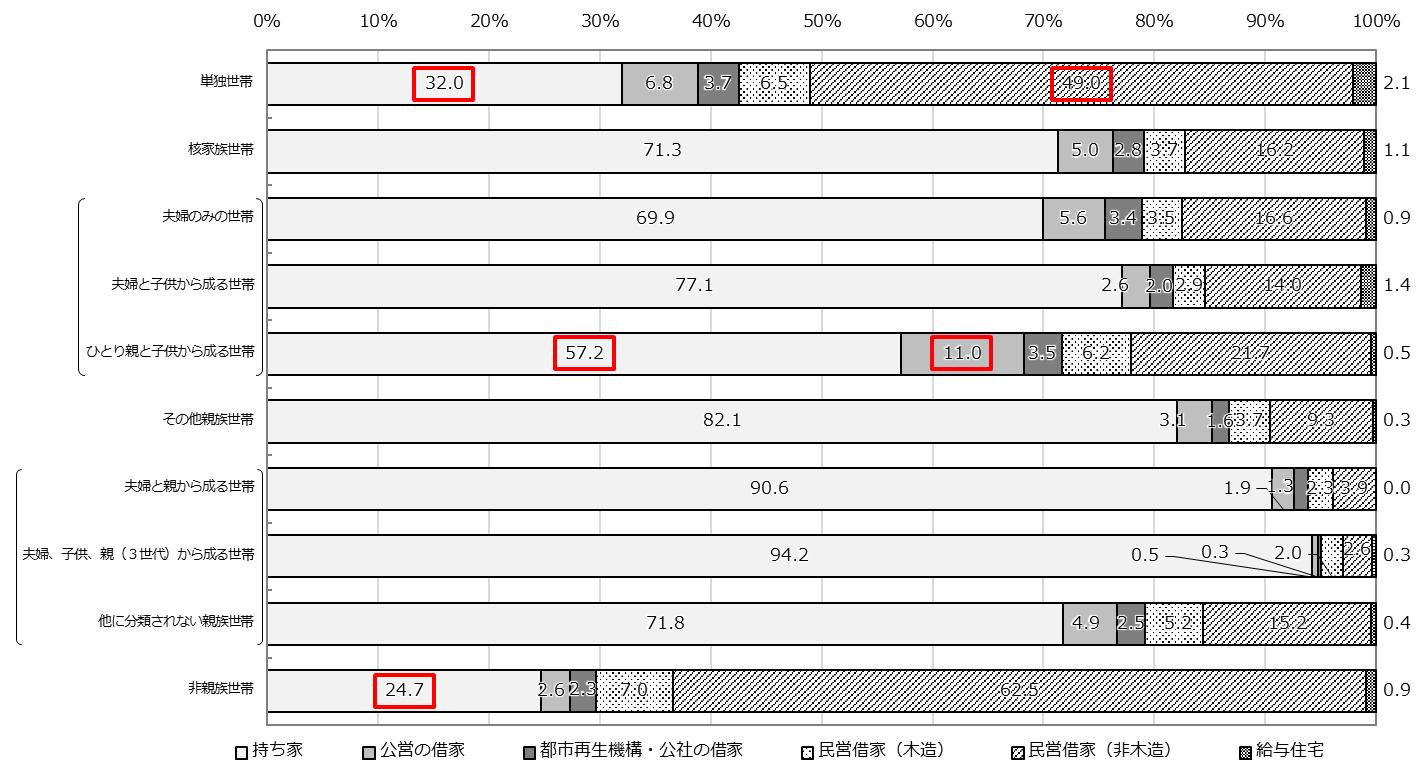 0% 10% 20% 30% 40% 50% 60% 70% 80% 90% 100%
単独世帯 32.0 6.8 3.7 6.5 49.0 2.1
核家族世帯 71.3 5.0 2.8 3.7 16.2 1.1
夫婦のみの世帯 69.9 5.6 3.4 3.5 16.6 0.9
夫婦と子供から成る世帯 77.1 2.6 2.0 2.9 14.0 1.4
ひとり親と子供から成る世帯 57.2 11.0 3.5 6.2 0.5
その他親族世帯 82.1 3.1 1.6 3.7 9.3 0.3
夫婦と親から成る世帯 90.6 1.9 1.3 2.3 3.9 0.0
夫婦、子供、親（３世代）から成る世帯 94.2 0.5 0.3 2.0 2.6 0.3
他に分類されない親族世帯 71.8 4.9 2.5 5.2 15.2 0.4
非親族世帯 24.7 2.6 2.3 7.0 62.5 0.9
持ち家 公営の借家 都市再生機構・公社の借家 民営借家（木造） 民営借家（非木造） 給与住宅